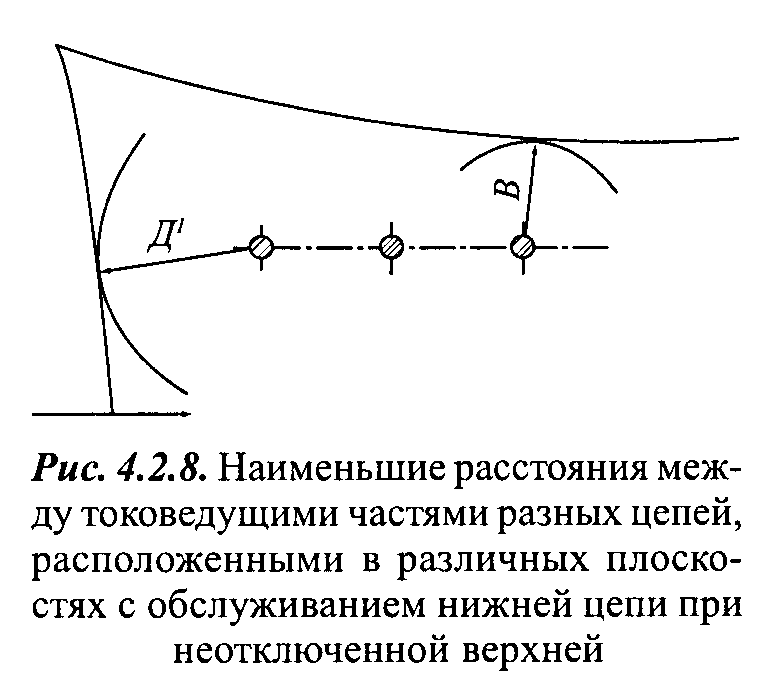 Д¹
В
Рис. 4.2.8. Наименьшие расстояния меж-
ду токоведущими частями разных цепей,
расположенными в различных плоско-
стях с обслуживанием нижней цепи при
неотключенной верхней